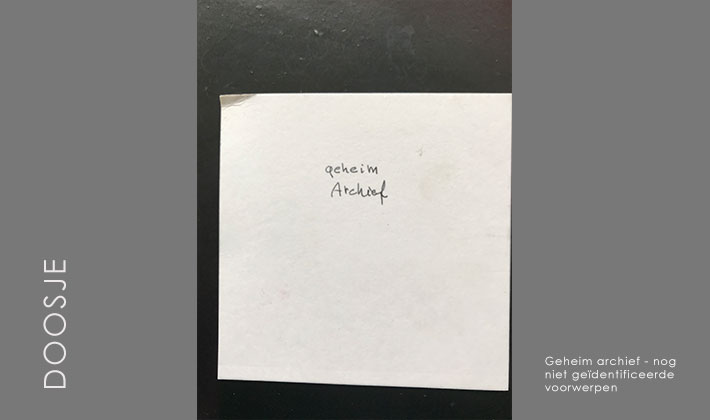 DOOSJE
geheim
Archief
Geheim archief - nog
niet geïdentificeerde
voorwerpen